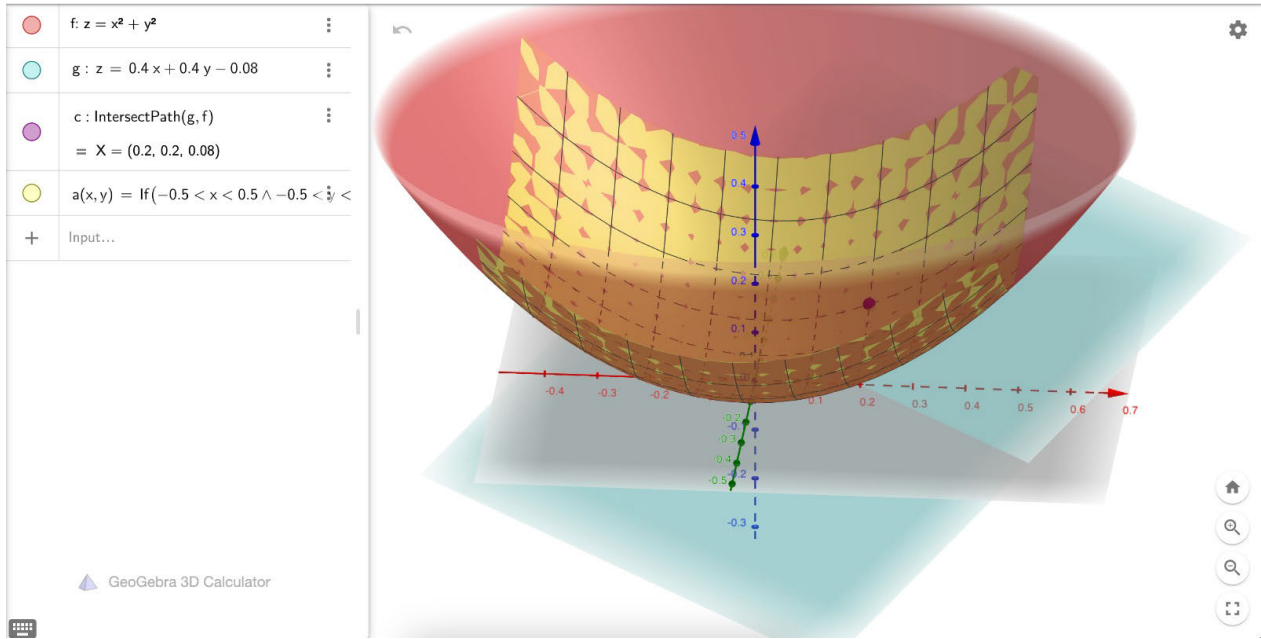 f: z = x² + y²
g : z = 0.4 x + 0.4 y − 0.08
c : IntersectPath(g, f)
= X = (0.2, 0.2, 0.08)
a(x, y) = If(−0.5 < x < 0.5 ∧ −0.5 < y <
+ Input...
GeoGebra 3D Calculator
0.5
0.4
0.3
0.2
0.1
-0.4 -0.3 -0.2 0.1 0.2 0.3 0.4 0.5 0.6 0.7
-0.2
-0.3
-0.4
-0.2
-0.5
-0.3